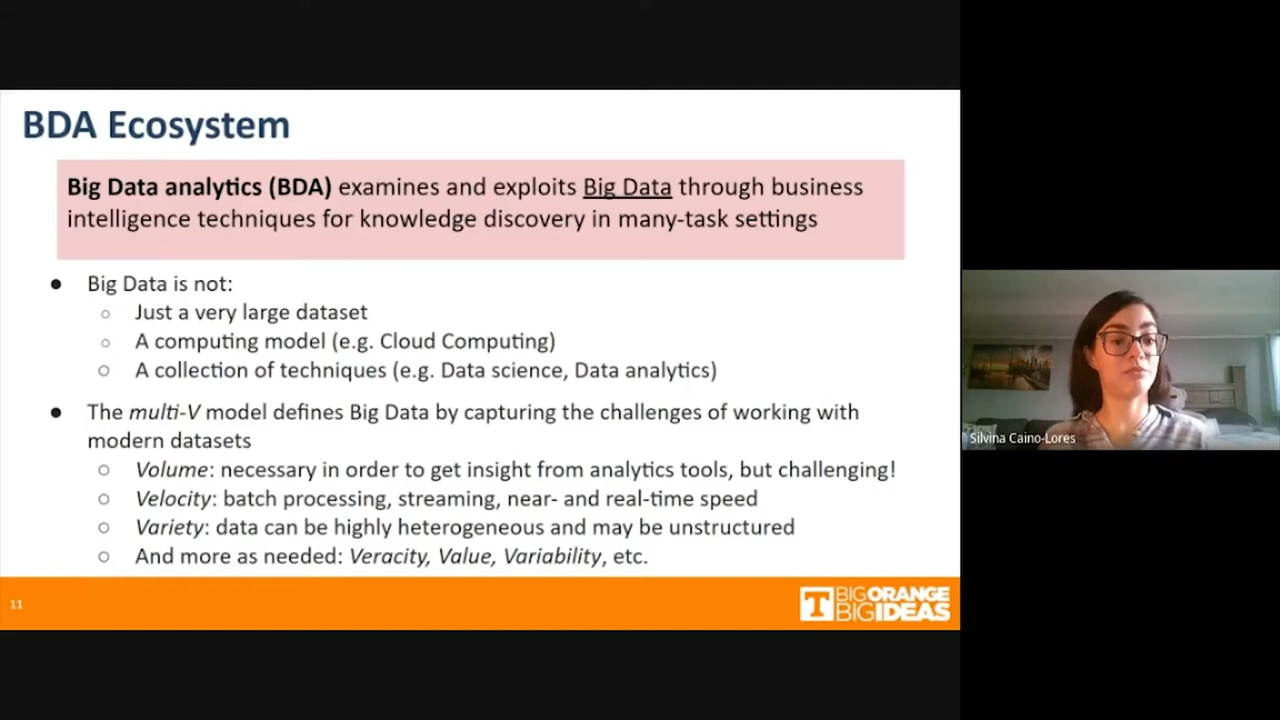 BDA Ecosystem
Big Data analytics (BDA) examines and exploits Big Data through business
intelligence techniques for knowledge discovery in many-task settings
● Big Data is not:
○ Just a very large dataset
○ A computing model (e.g. Cloud Computing)
○ A collection of techniques (e.g. Data science, Data analytics)
● The multi-V model defines Big Data by capturing the challenges of working with
modern datasets
○ Volume: necessary in order to get insight from analytics tools, but challenging!
○ Velocity: batch processing, streaming, near- and real-time speed
○ Variety: data can be highly heterogeneous and may be unstructured
○ And more as needed: Veracity, Value, Variability, etc.
11
T BIG ORANGE
BIG IDEAS
Silvina Caino-Lores